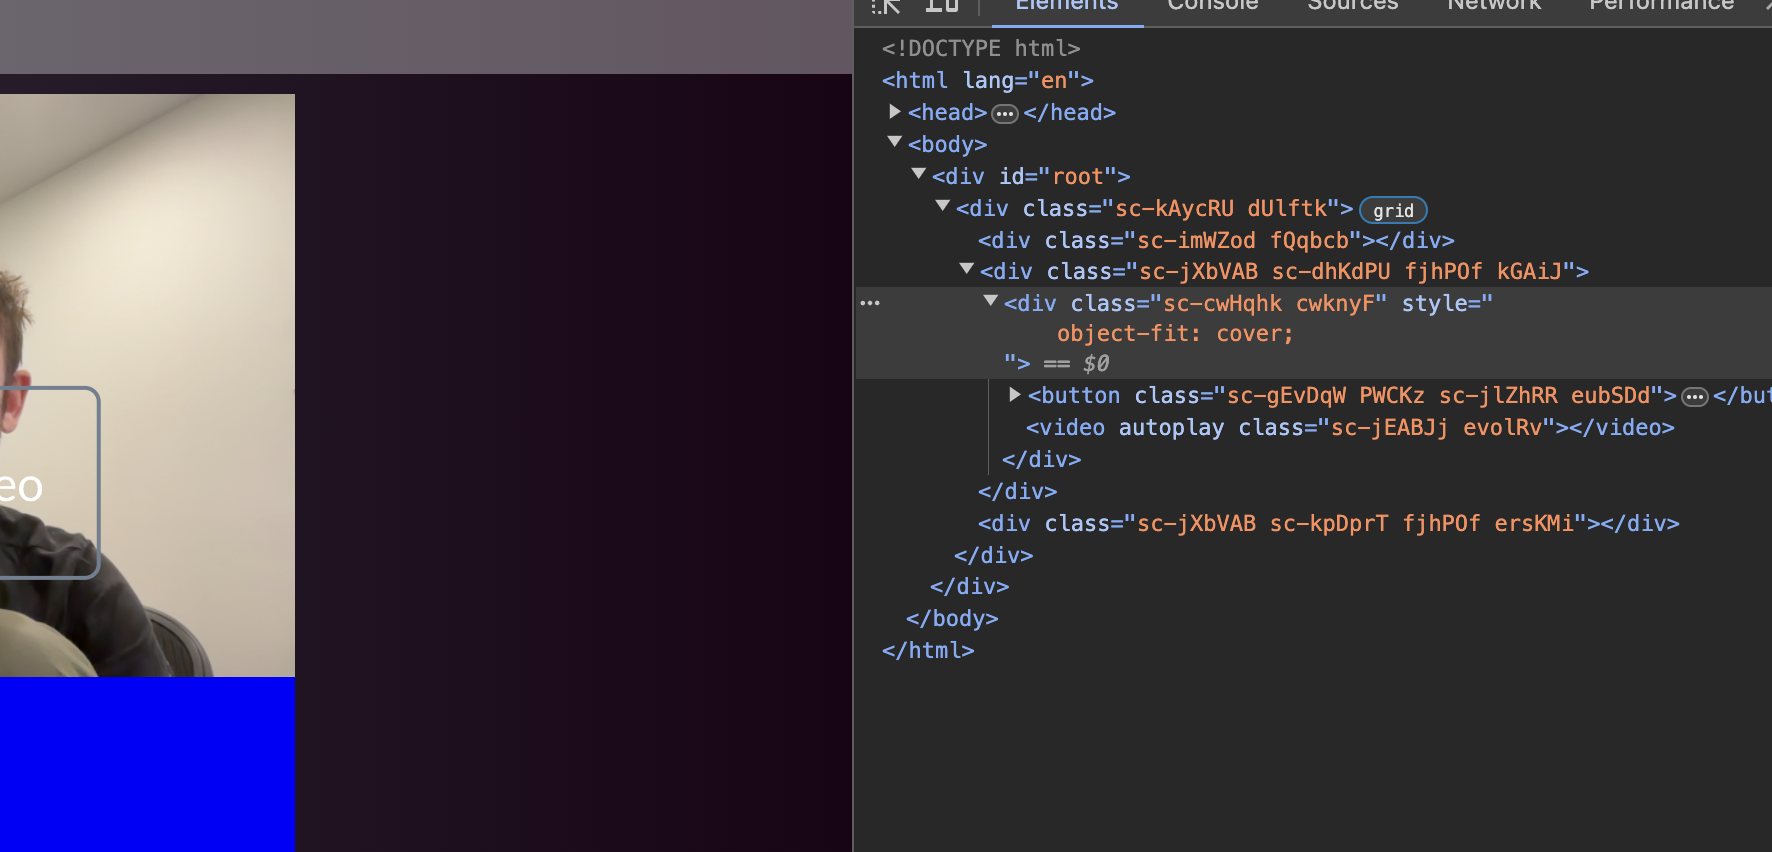 Elements Console Sources Network Performance
<!DOCTYPE html>
<html lang="en">
<head>…</head>
<body>
<div id="root">
<div class="sc-kAycRU dUlftk"> grid
<div class="sc-imWZod fQqbcb"></div>
<div class="sc-jXbVAB sc-dhKdPU fjhPOf kGAiJ">
… <div class="sc-cwHqhk cwknyF" style="
object-fit: cover;
"> == $0
<button class="sc-gEvDqW PWCKz sc-jlZhRR eubSDd">…</but
<video autoplay class="sc-jEABJj evolRv"></video>
</div>
</div>
<div class="sc-jXbVAB sc-kpDprT fjhPOf ersKMi"></div>
</div>
</div>
</body>
</html>
eo